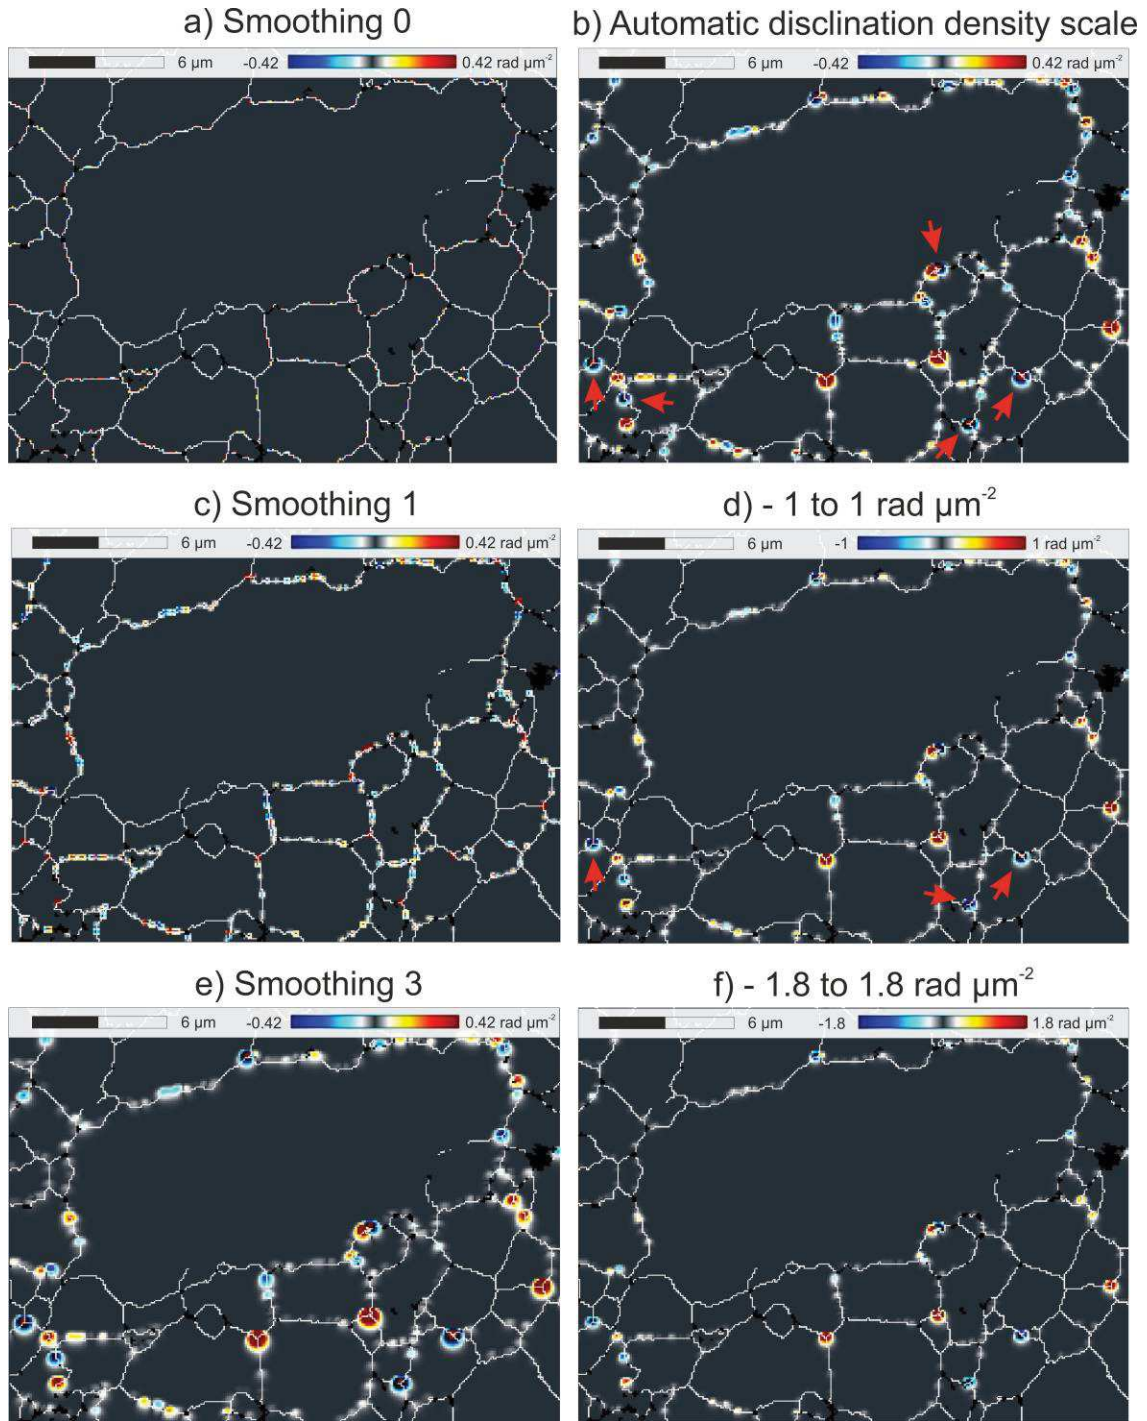 a) Smoothing 0
6 µm -0.42 0.42 rad µm-2
b) Automatic disclination density scale
6 µm -0.42 0.42 rad µm-2
c) Smoothing 1
6 µm -0.42 0.42 rad µm-2
d) - 1 to 1 rad µm-2
6 µm -1 1 rad µm-2
e) Smoothing 3
6 µm -0.42 0.42 rad µm-2
f) - 1.8 to 1.8 rad µm-2
6 µm -1.8 1.8 rad µm-2